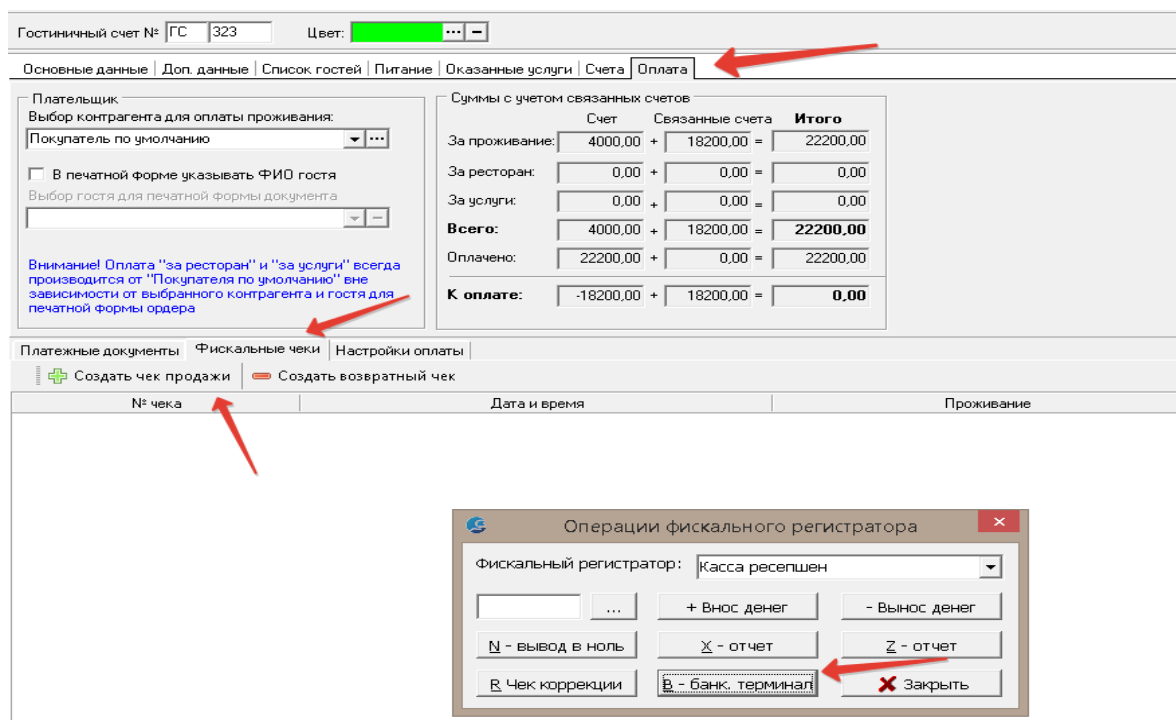 Гостиничный счет № ГС 323 Цвет: ... –
Основные данные Доп. данные Список гостей Питание Оказанные услуги Счета Оплата
Плательщик
Выбор контрагента для оплаты проживания:
Покупатель по умолчанию ...
В печатной форме указывать ФИО гостя
Выбор гостя для печатной формы документа
Внимание! Оплата "за ресторан" и "за услуги" всегда
производится от "Покупателя по умолчанию" вне
зависимости от выбранного контрагента и гостя для
печатной формы ордера
Суммы с учетом связанных счетов
Счет Связанные счета Итого
За проживание: 4000,00 + 18200,00 = 22200,00
За ресторан: 0,00 + 0,00 = 0,00
За услуги: 0,00 + 0,00 = 0,00
Всего: 4000,00 + 18200,00 = 22200,00
Оплачено: 22200,00 + 0,00 = 22200,00
К оплате: -18200,00 + 18200,00 = 0,00
Платежные документы Фискальные чеки Настройки оплаты
Создать чек продажи Создать возвратный чек
№ чека Дата и время Проживание
Операции фискального регистратора
Фискальный регистратор: Касса ресепшен
... + Внос денег - Вынос денег
N - вывод в ноль X - отчет Z - отчет
R Чек коррекции B - банк. терминал Закрыть